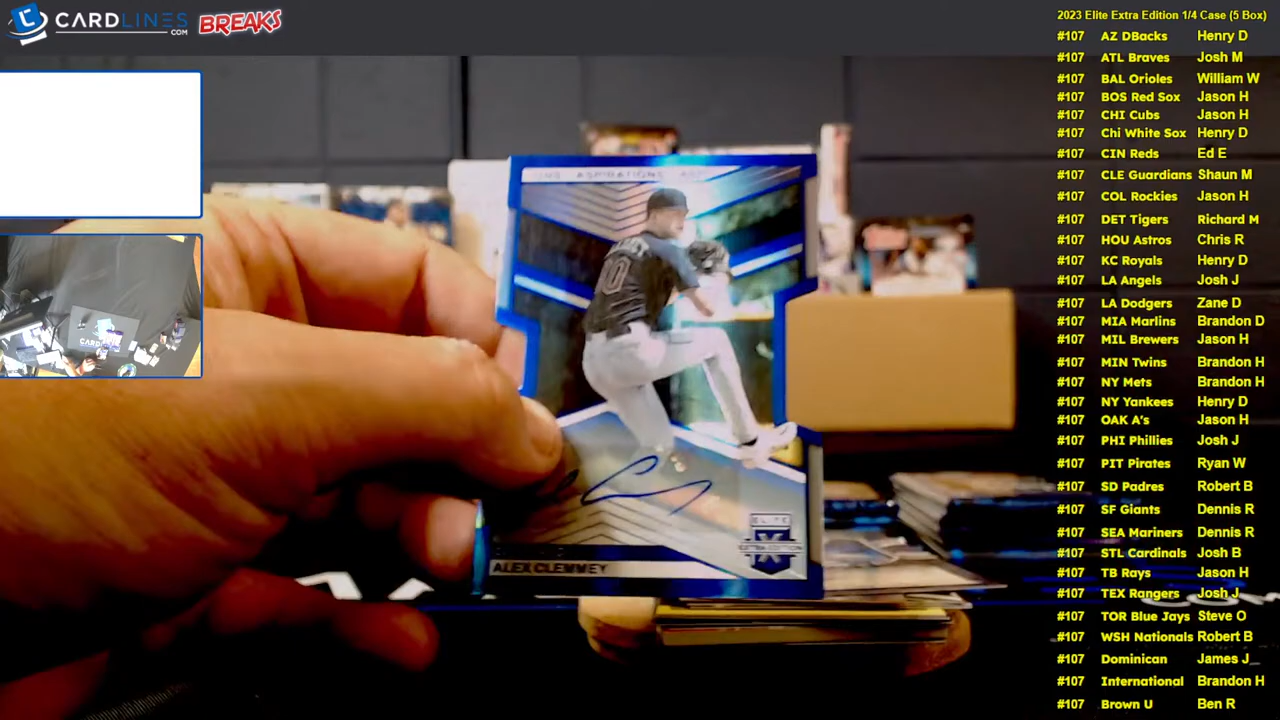 CARDLINES
.COM
BREAKS
2023 Elite Extra Edition 1/4 Case (5 Box)
#107 AZ DBacks Henry D
#107 ATL Braves Josh M
#107 BAL Orioles William W
#107 BOS Red Sox Jason H
#107 CHI Cubs Jason H
#107 Chi White Sox Henry D
#107 CIN Reds Ed E
#107 CLE Guardians Shaun M
#107 COL Rockies Jason H
#107 DET Tigers Richard M
#107 HOU Astros Chris R
#107 KC Royals Henry D
#107 LA Angels Josh J
#107 LA Dodgers Zane D
#107 MIA Marlins Brandon D
#107 MIL Brewers Jason H
#107 MIN Twins Brandon H
#107 NY Mets Brandon H
#107 NY Yankees Henry D
#107 OAK A's Jason H
#107 PHI Phillies Josh J
#107 PIT Pirates Ryan W
#107 SD Padres Robert B
#107 SF Giants Dennis R
#107 SEA Mariners Dennis R
#107 STL Cardinals Josh B
#107 TB Rays Jason H
#107 TEX Rangers Josh J
#107 TOR Blue Jays Steve O
#107 WSH Nationals Robert B
#107 Dominican James J
#107 International Brandon H
#107 Brown U Ben R
ASPIRATIONS
ELITE
X
EXTRA EDITION
ALEX CLEMMEY